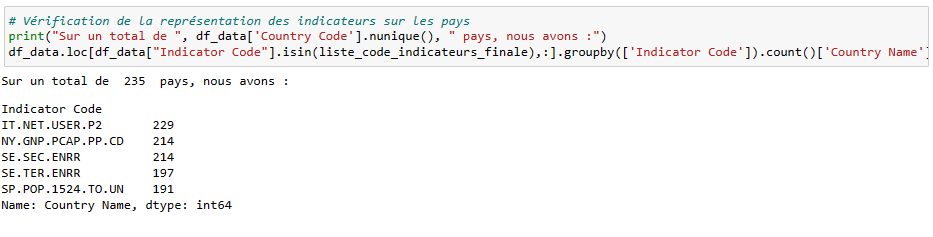 # Vérification de la représentation des indicateurs sur les pays
print("Sur un total de ", df_data['Country Code'].nunique(), " pays, nous avons :")
df_data.loc[df_data["Indicator Code"].isin(liste_code_indicateurs_finale),:].groupby(['Indicator Code']).count()['Country Name']
Sur un total de  235  pays, nous avons :
Indicator Code
IT.NET.USER.P2       229
NY.GNP.PCAP.PP.CD    214
SE.SEC.ENRR          214
SE.TER.ENRR          197
SP.POP.1524.TO.UN    191
Name: Country Name, dtype: int64